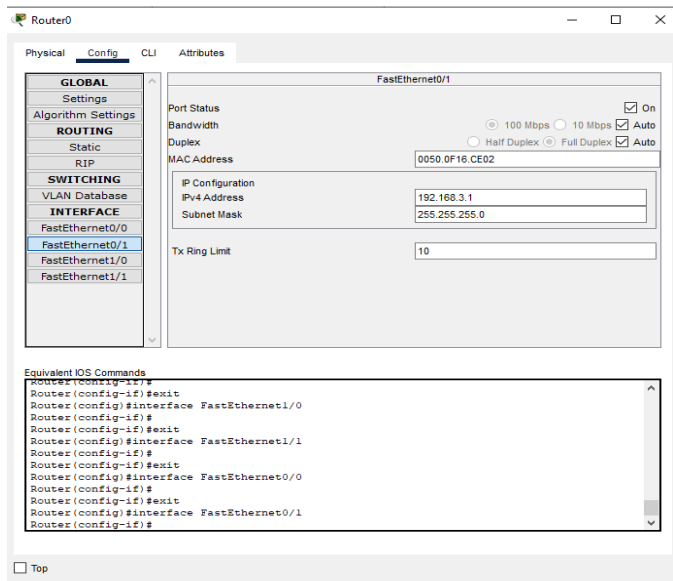 Router0
Physical Config CLI Attributes
GLOBAL
Settings
Algorithm Settings
ROUTING
Static
RIP
SWITCHING
VLAN Database
INTERFACE
FastEthernet0/0
FastEthernet0/1
FastEthernet1/0
FastEthernet1/1
FastEthernet0/1
Port Status On
Bandwidth 100 Mbps 10 Mbps Auto
Duplex Half Duplex Full Duplex Auto
MAC Address 0050.0F16.CE02
IP Configuration
IPv4 Address 192.168.3.1
Subnet Mask 255.255.255.0
Tx Ring Limit 10
Equivalent IOS Commands
Router(config-if)#
Router(config-if)#exit
Router(config)#interface FastEthernet1/0
Router(config-if)#
Router(config-if)#exit
Router(config)#interface FastEthernet1/1
Router(config-if)#
Router(config-if)#exit
Router(config)#interface FastEthernet0/0
Router(config-if)#
Router(config-if)#exit
Router(config)#interface FastEthernet0/1
Router(config-if)#
Top